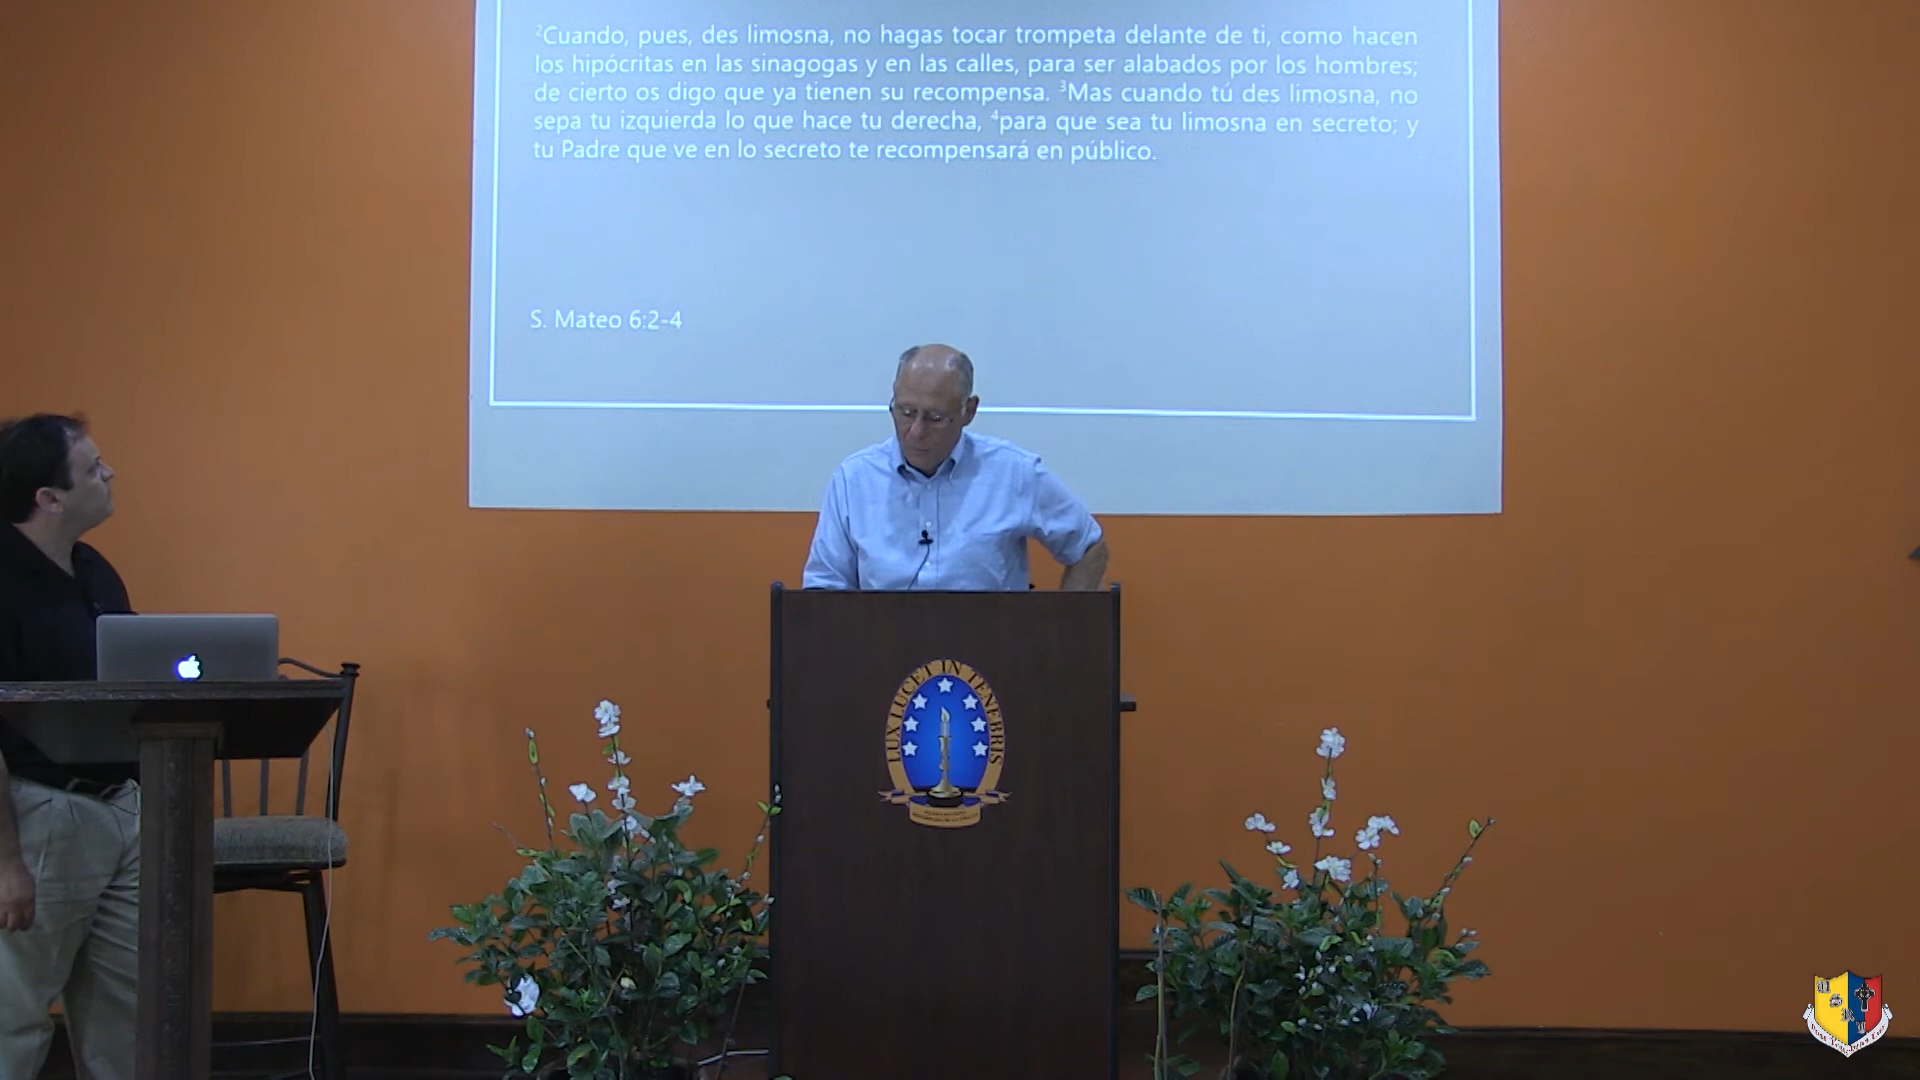 ²Cuando, pues, des limosna, no hagas tocar trompeta delante de ti, como hacen
los hipócritas en las sinagogas y en las calles, para ser alabados por los hombres;
de cierto os digo que ya tienen su recompensa. ³Mas cuando tú des limosna, no
sepa tu izquierda lo que hace tu derecha, ⁴para que sea tu limosna en secreto; y
tu Padre que ve en lo secreto te recompensará en público.
S. Mateo 6:2-4
LUX LUCET IN TENEBRIS